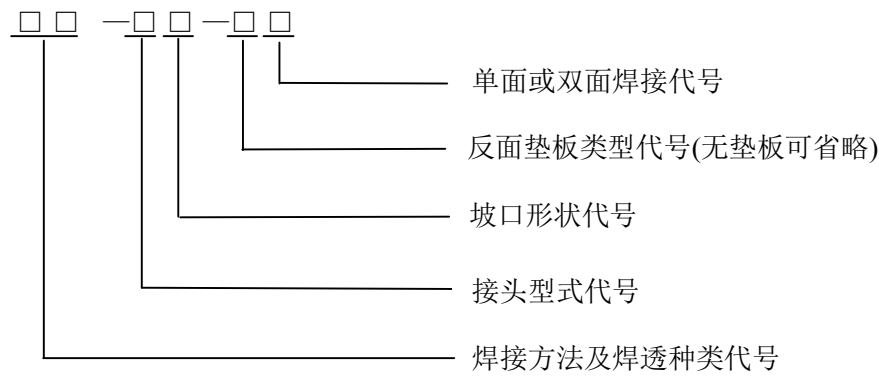 □□—□□—□□
单面或双面焊接代号
反面垫板类型代号(无垫板可省略)
坡口形状代号
接头型式代号
焊接方法及焊透种类代号